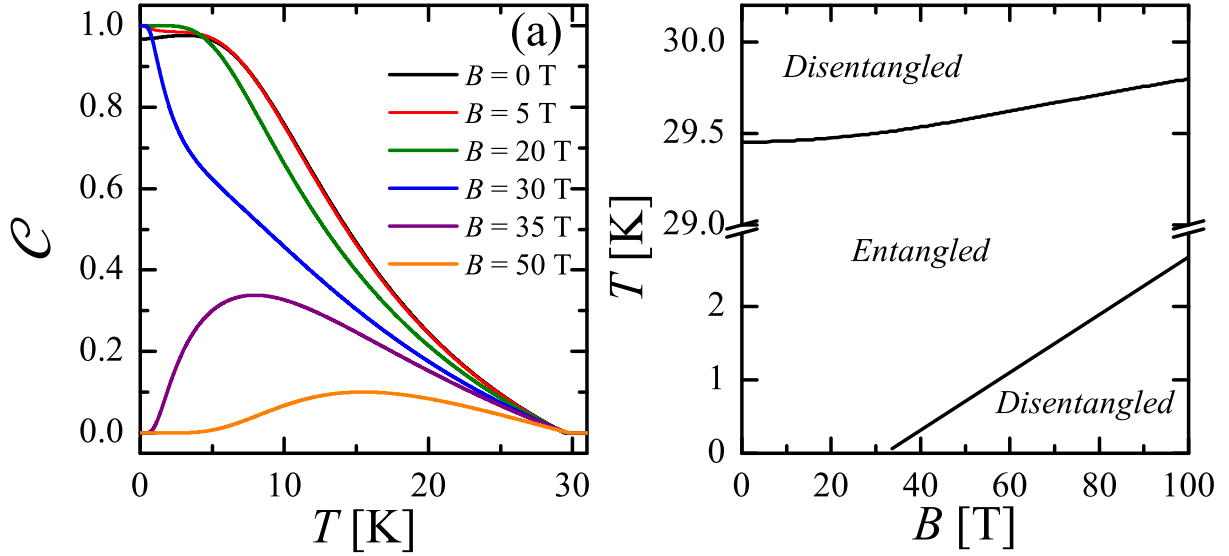 (a)
1.0
0.8
0.6
0.4
0.2
0.0
C
B = 0 T
B = 5 T
B = 20 T
B = 30 T
B = 35 T
B = 50 T
0 10 20 30
T [K]
30.0
29.5
29.0
2
1
0
T [K]
Disentangled
Entangled
Disentangled
0 20 40 60 80 100
B [T]